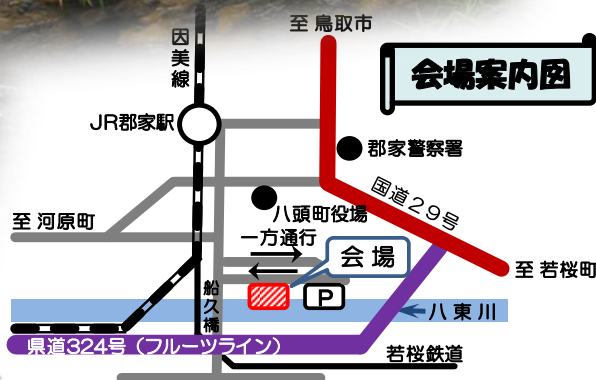 至 鳥取市
因美線
会場案内図
JR郡家駅
郡家警察署
国道29号
八頭町役場
至 河原町
一方通行
会 場
至 若桜町
船久橋
P
八 東 川
県道324号（フルーツライン）
若桜鉄道